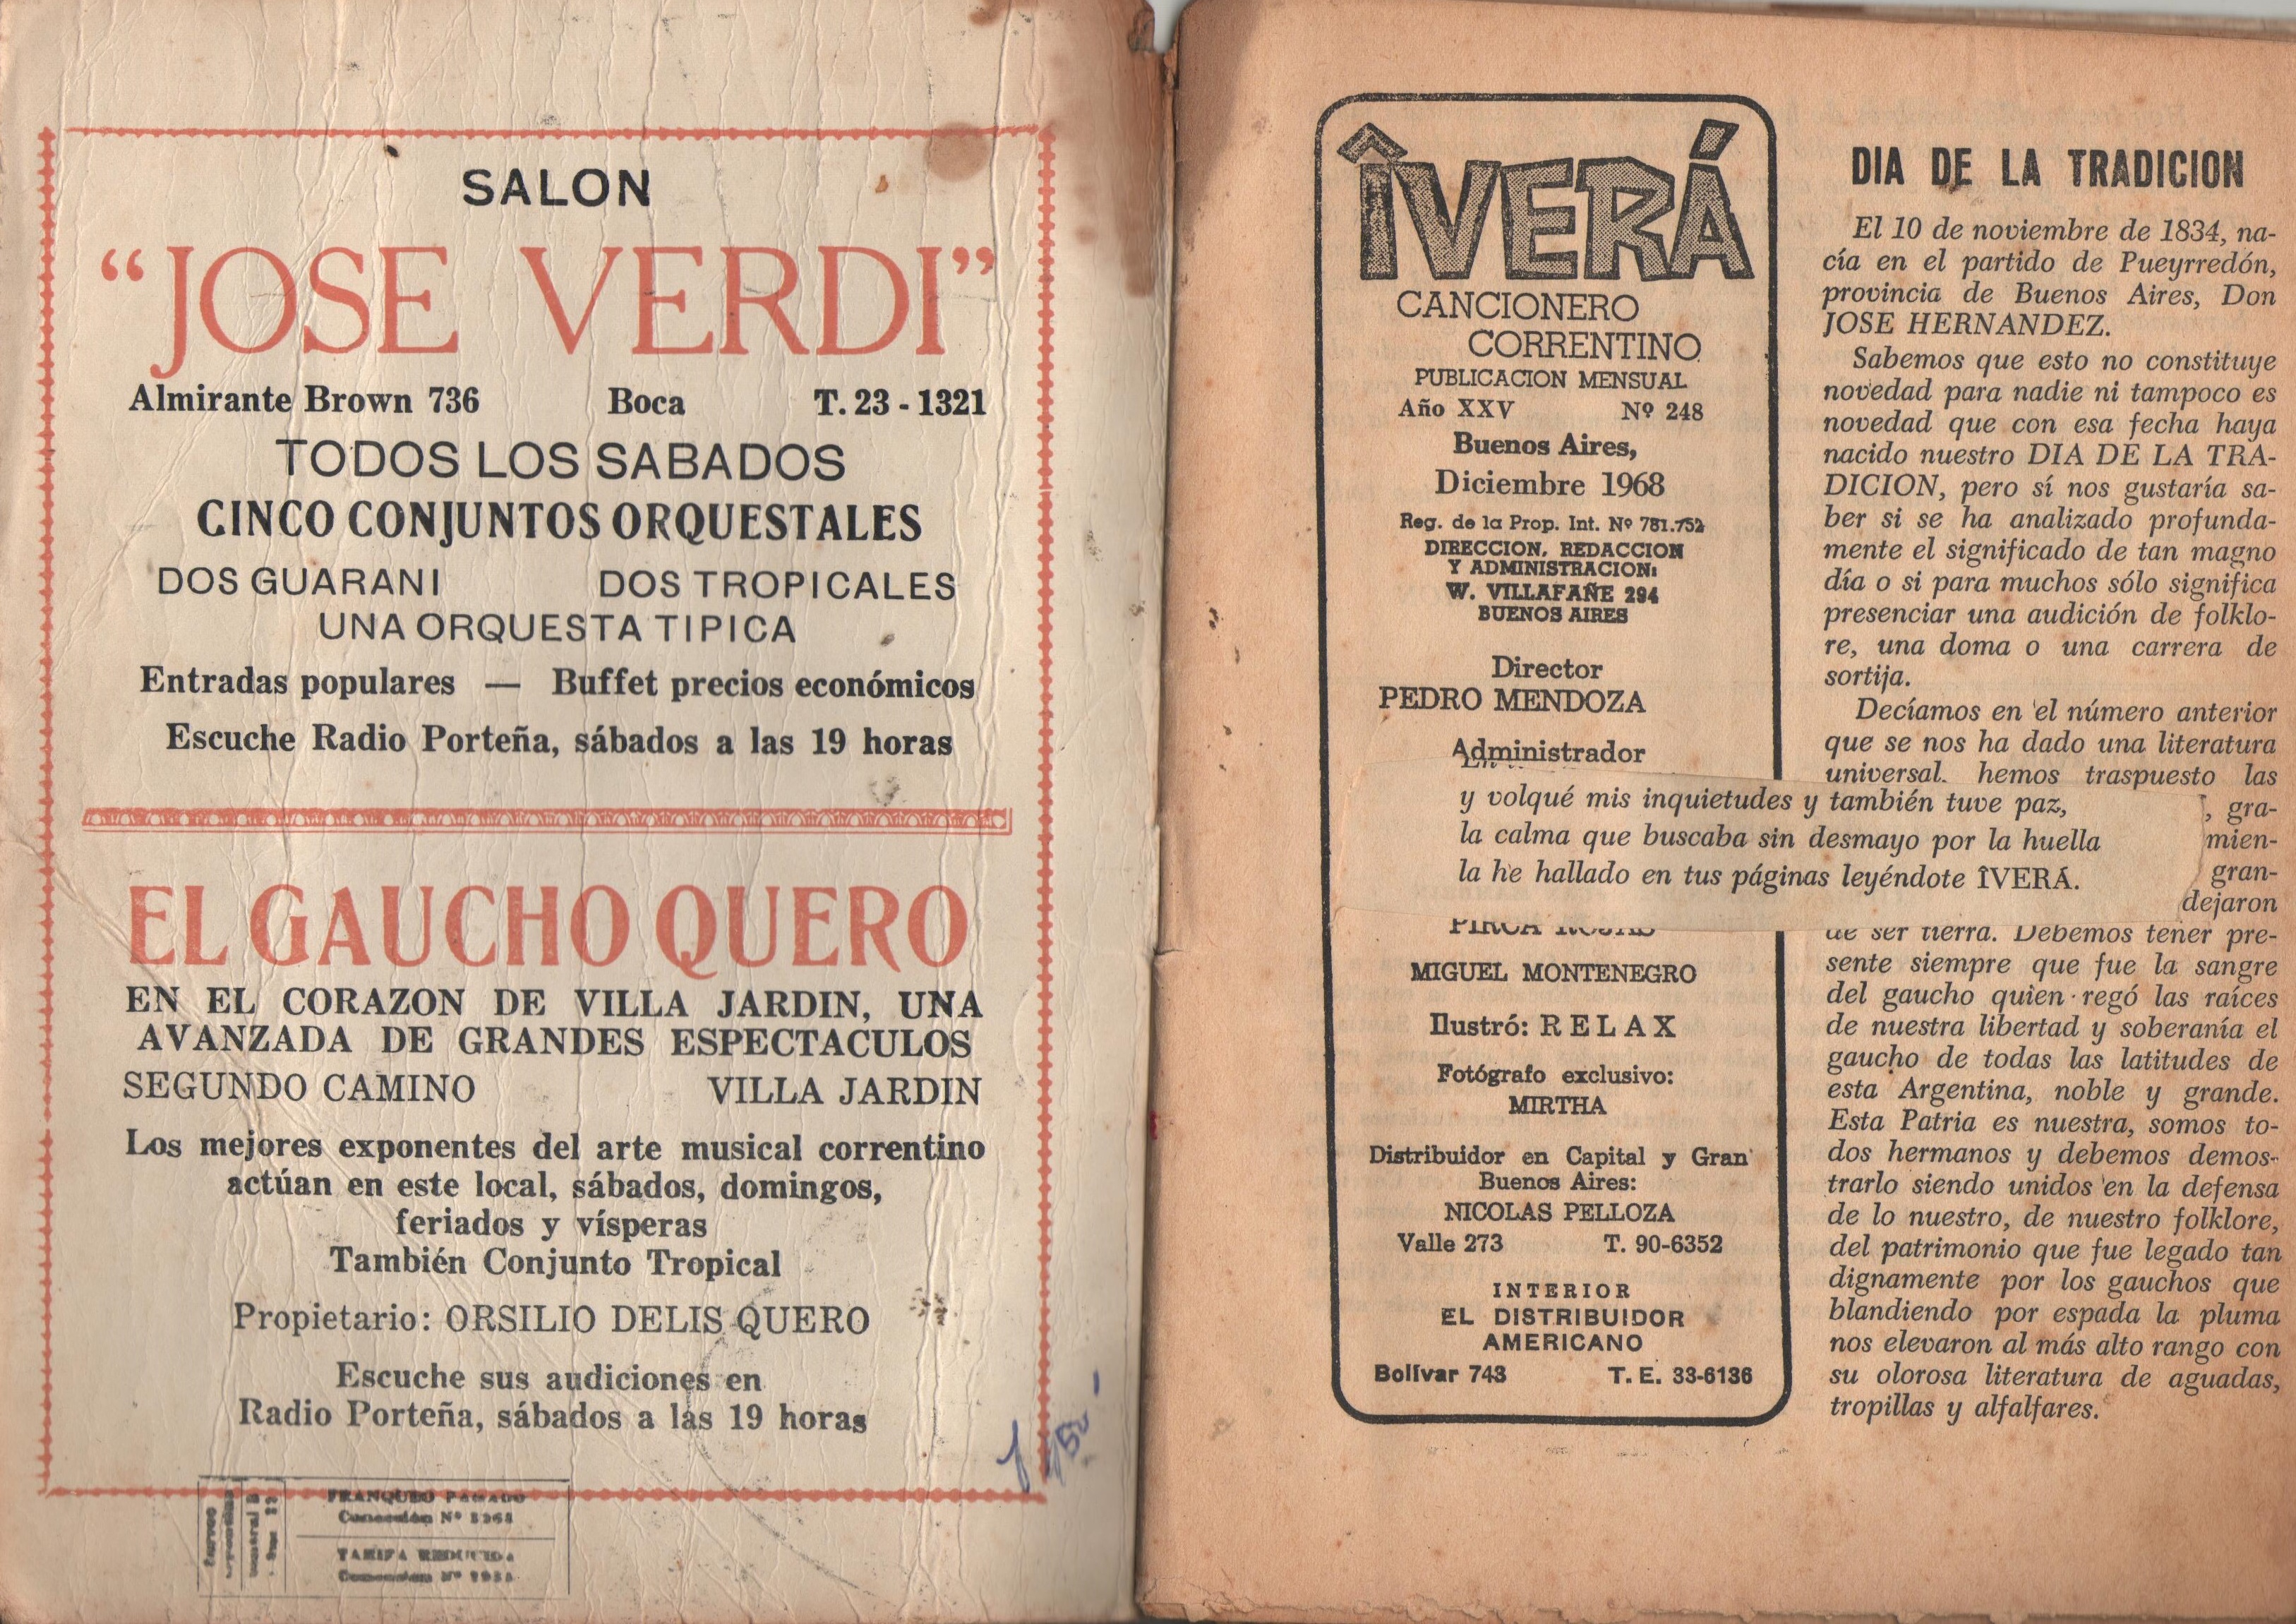 SALON
“JOSE VERDI”
Almirante Brown 736 Boca T. 23 - 1321
TODOS LOS SABADOS
CINCO CONJUNTOS ORQUESTALES
DOS GUARANI DOS TROPICALES
UNA ORQUESTA TIPICA
Entradas populares — Buffet precios económicos
Escuche Radio Porteña, sábados a las 19 horas
EL GAUCHO QUERO
EN EL CORAZON DE VILLA JARDIN, UNA
AVANZADA DE GRANDES ESPECTACULOS
SEGUNDO CAMINO VILLA JARDIN
Los mejores exponentes del arte musical correntino
actúan en este local, sábados, domingos,
feriados y vísperas
También Conjunto Tropical
Propietario: ORSILIO DELIS QUERO
Escuche sus audiciones en
Radio Porteña, sábados a las 19 horas
FRANQUEO PAGADO
Concesión Nº
TARIFA REDUCIDA
Concesión Nº
ÎVERÁ
CANCIONERO
CORRENTINO
PUBLICACION MENSUAL
Año XXV Nº 248
Buenos Aires,
Diciembre 1968
Reg. de la Prop. Int. Nº 781.752
DIRECCION, REDACCION
Y ADMINISTRACION:
W. VILLAFAÑE 294
BUENOS AIRES
Director
PEDRO MENDOZA
Administrador
y volqué mis inquietudes y también tuve paz,
la calma que buscaba sin desmayo por la huella
la he hallado en tus páginas leyéndote ÎVERÁ.
MIGUEL MONTENEGRO
Ilustró: RELAX
Fotógrafo exclusivo:
MIRTHA
Distribuidor en Capital y Gran
Buenos Aires:
NICOLAS PELLOZA
Valle 273 T. 90-6352
INTERIOR
EL DISTRIBUIDOR
AMERICANO
Bolívar 743 T. E. 33-6136
DIA DE LA TRADICION
El 10 de noviembre de 1834, na-
cía en el partido de Pueyrredón,
provincia de Buenos Aires, Don
JOSE HERNANDEZ.
Sabemos que esto no constituye
novedad para nadie ni tampoco es
novedad que con esa fecha haya
nacido nuestro DIA DE LA TRA-
DICION, pero sí nos gustaría sa-
ber si se ha analizado profunda-
mente el significado de tan magno
día o si para muchos sólo significa
presenciar una audición de folklo-
re, una doma o una carrera de
sortija.
Decíamos en el número anterior
que se nos ha dado una literatura
universal. hemos traspuesto las
, gra-
mien-
gran-
dejaron
de ser tierra. Debemos tener pre-
sente siempre que fue la sangre
del gaucho quien regó las raíces
de nuestra libertad y soberanía el
gaucho de todas las latitudes de
esta Argentina, noble y grande.
Esta Patria es nuestra, somos to-
dos hermanos y debemos demos-
trarlo siendo unidos en la defensa
de lo nuestro, de nuestro folklore,
del patrimonio que fue legado tan
dignamente por los gauchos que
blandiendo por espada la pluma
nos elevaron al más alto rango con
su olorosa literatura de aguadas,
tropillas y alfalfares.